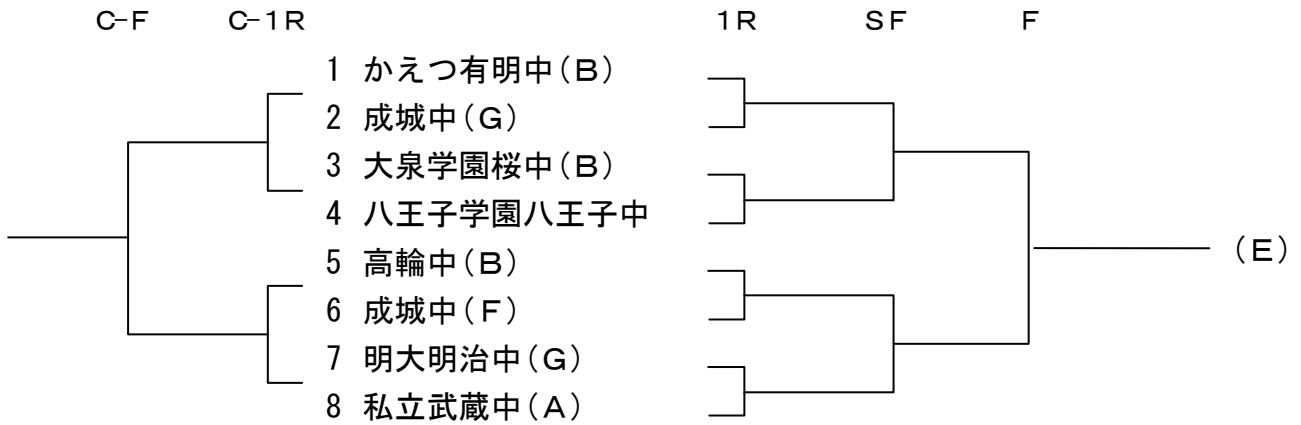 C-F C-1R 1R SF F
1 かえつ有明中(B)
2 成城中(G)
3 大泉学園桜中(B)
4 八王子学園八王子中
5 高輪中(B)
(E)
6 成城中(F)
7 明大明治中(G)
8 私立武蔵中(A)